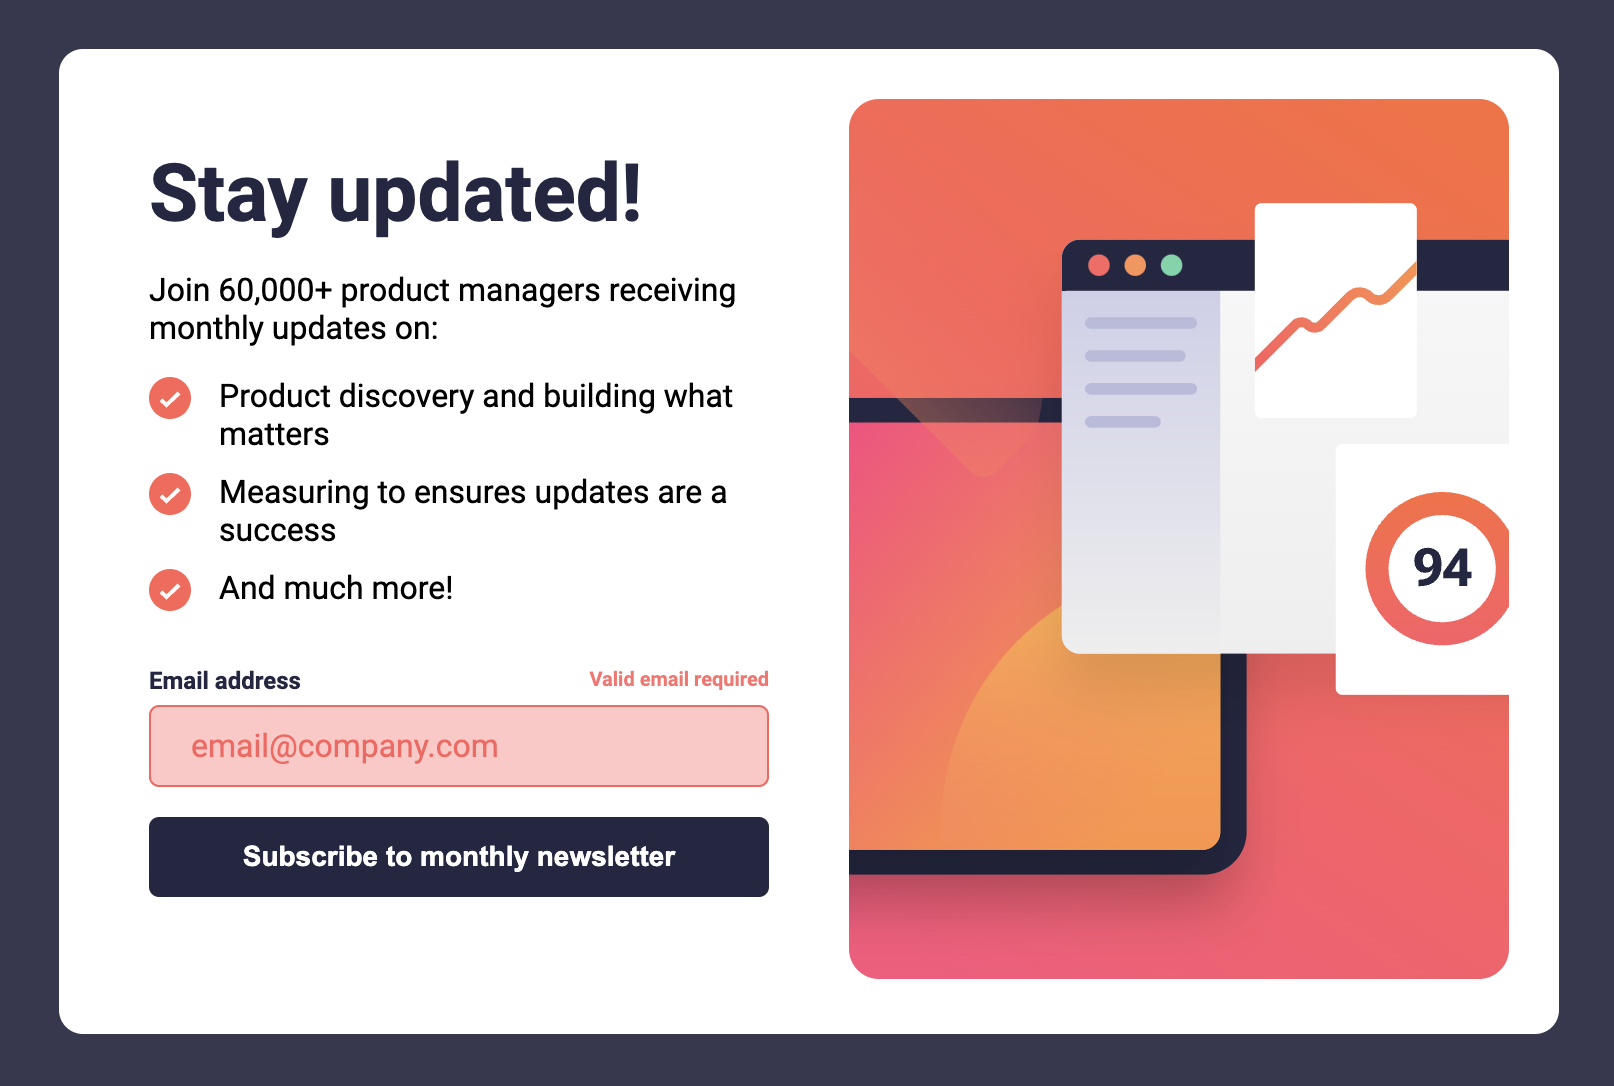 Stay updated!
Join 60,000+ product managers receiving
monthly updates on:
Product discovery and building what
matters
Measuring to ensures updates are a
success
And much more!
Email address
Valid email required
email@company.com
Subscribe to monthly newsletter
94